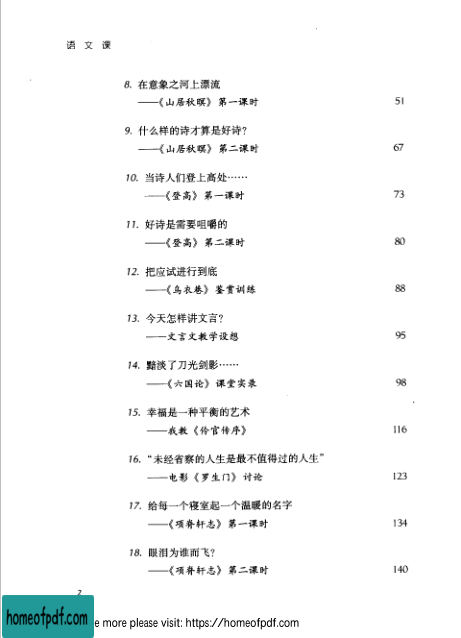 语 文 课
8. 在意象之河上漂流
——《山居秋暝》第一课时 51
9. 什么样的诗才算是好诗?
——《山居秋暝》第二课时 67
10. 当诗人们登上高处……
——《登高》第一课时 73
11. 好诗是需要咀嚼的
——《登高》第二课时 80
12. 把应试进行到底
——《乌衣巷》鉴赏训练 88
13. 今天怎样讲文言?
——文言文教学设想 95
14. 黯淡了刀光剑影……
——《六国论》课堂实录 98
15. 幸福是一种平衡的艺术
——我教《伶官传序》 116
16. “未经省察的人生是最不值得过的人生”
——电影《罗生门》讨论 123
17. 给每一个寝室起一个温暖的名字
——《项脊轩志》第一课时 134
18. 眼泪为谁而飞?
——《项脊轩志》第二课时 140
2
homeofpdf.com
e more please visit: https://homeofpdf.com